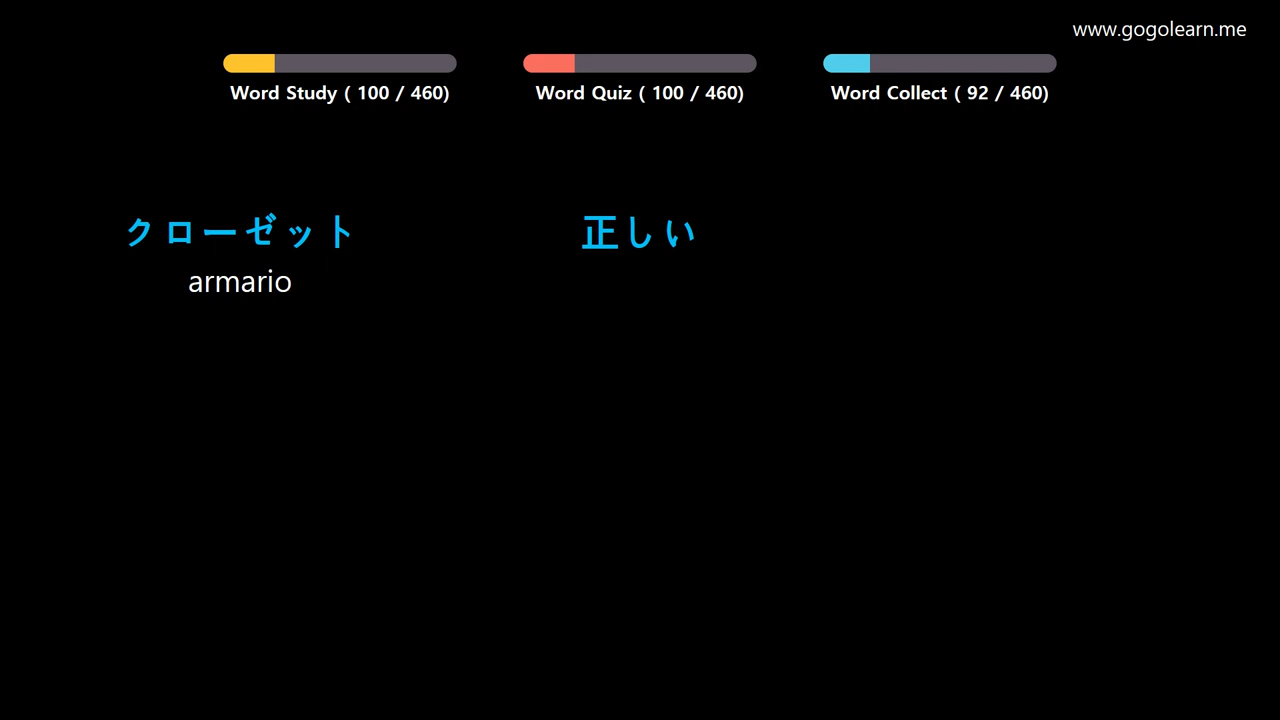 www.gogolearn.me
Word Study ( 100 / 460)
Word Quiz ( 100 / 460)
Word Collect ( 92 / 460)
クローゼット
armario
正しい